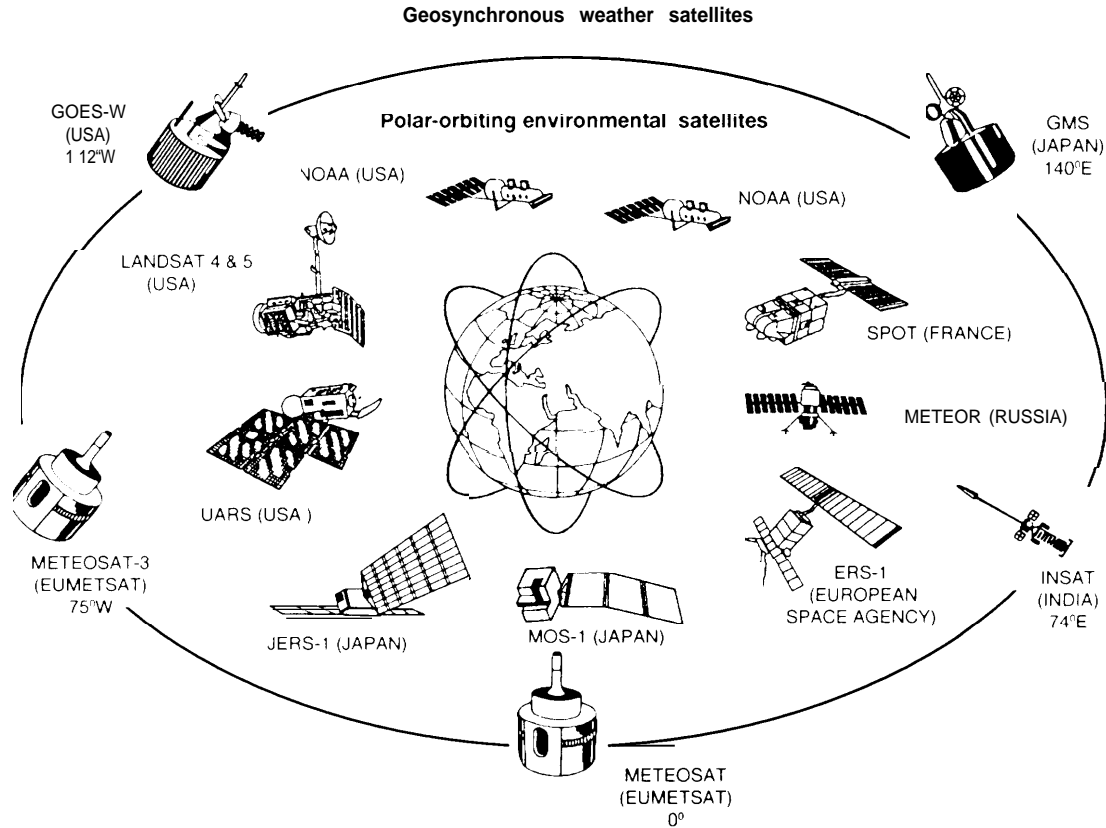 Geosynchronous weather satellites
GOES-W
(USA)
1 12"W
GMS
(JAPAN)
140°E
Polar-orbiting environmental satellites
NOAA (USA)
NOAA (USA)
LANDSAT 4 & 5
(USA)
SPOT (FRANCE)
METEOR (RUSSIA)
UARS (USA )
METEOSAT-3
(EUMETSAT)
75°W
ERS-1
(EUROPEAN
SPACE AGENCY)
INSAT
(INDIA)
74°E
JERS-1 (JAPAN)
MOS-1 (JAPAN)
METEOSAT
(EUMETSAT)
0°